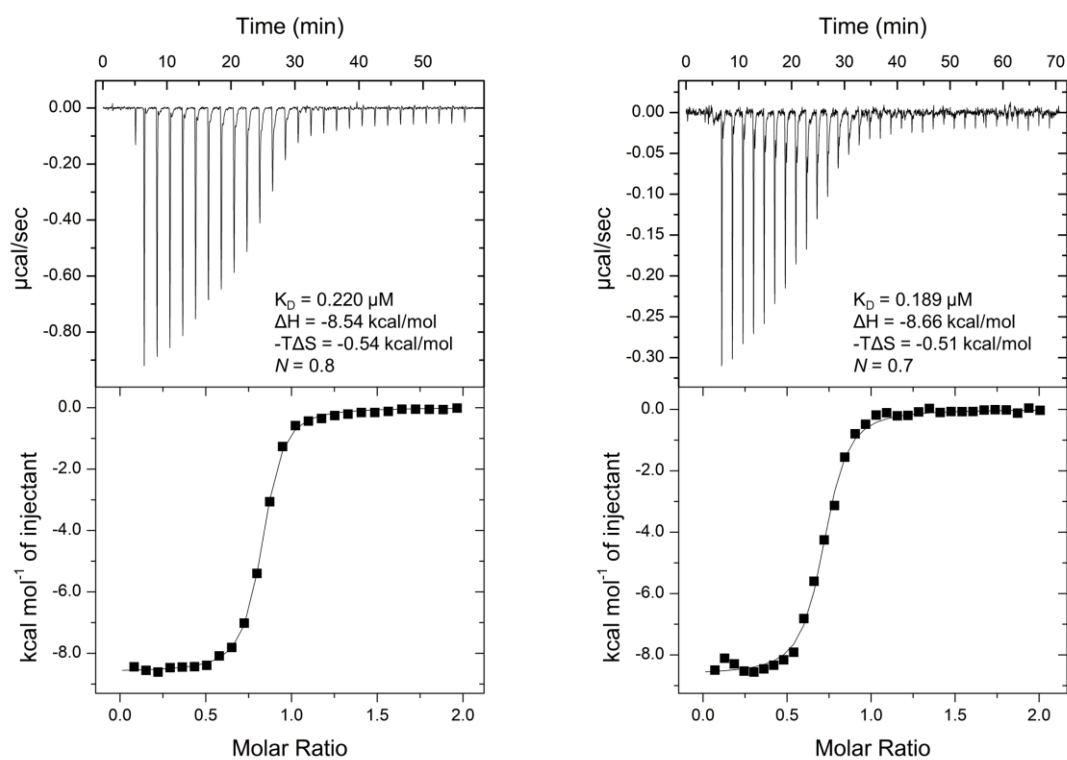 Time (min)
0 10 20 30 40 50
0.00
-0.20
-0.40
-0.60
-0.80
µcal/sec
K_D = 0.220 µM
ΔH = -8.54 kcal/mol
-TΔS = -0.54 kcal/mol
N = 0.8
0.0
-2.0
-4.0
-6.0
-8.0
kcal mol⁻¹ of injectant
0.0 0.5 1.0 1.5 2.0
Molar Ratio
Time (min)
0 10 20 30 40 50 60 70
0.00
-0.05
-0.10
-0.15
-0.20
-0.25
-0.30
µcal/sec
K_D = 0.189 µM
ΔH = -8.66 kcal/mol
-TΔS = -0.51 kcal/mol
N = 0.7
0.0
-2.0
-4.0
-6.0
-8.0
kcal mol⁻¹ of injectant
0.0 0.5 1.0 1.5 2.0
Molar Ratio